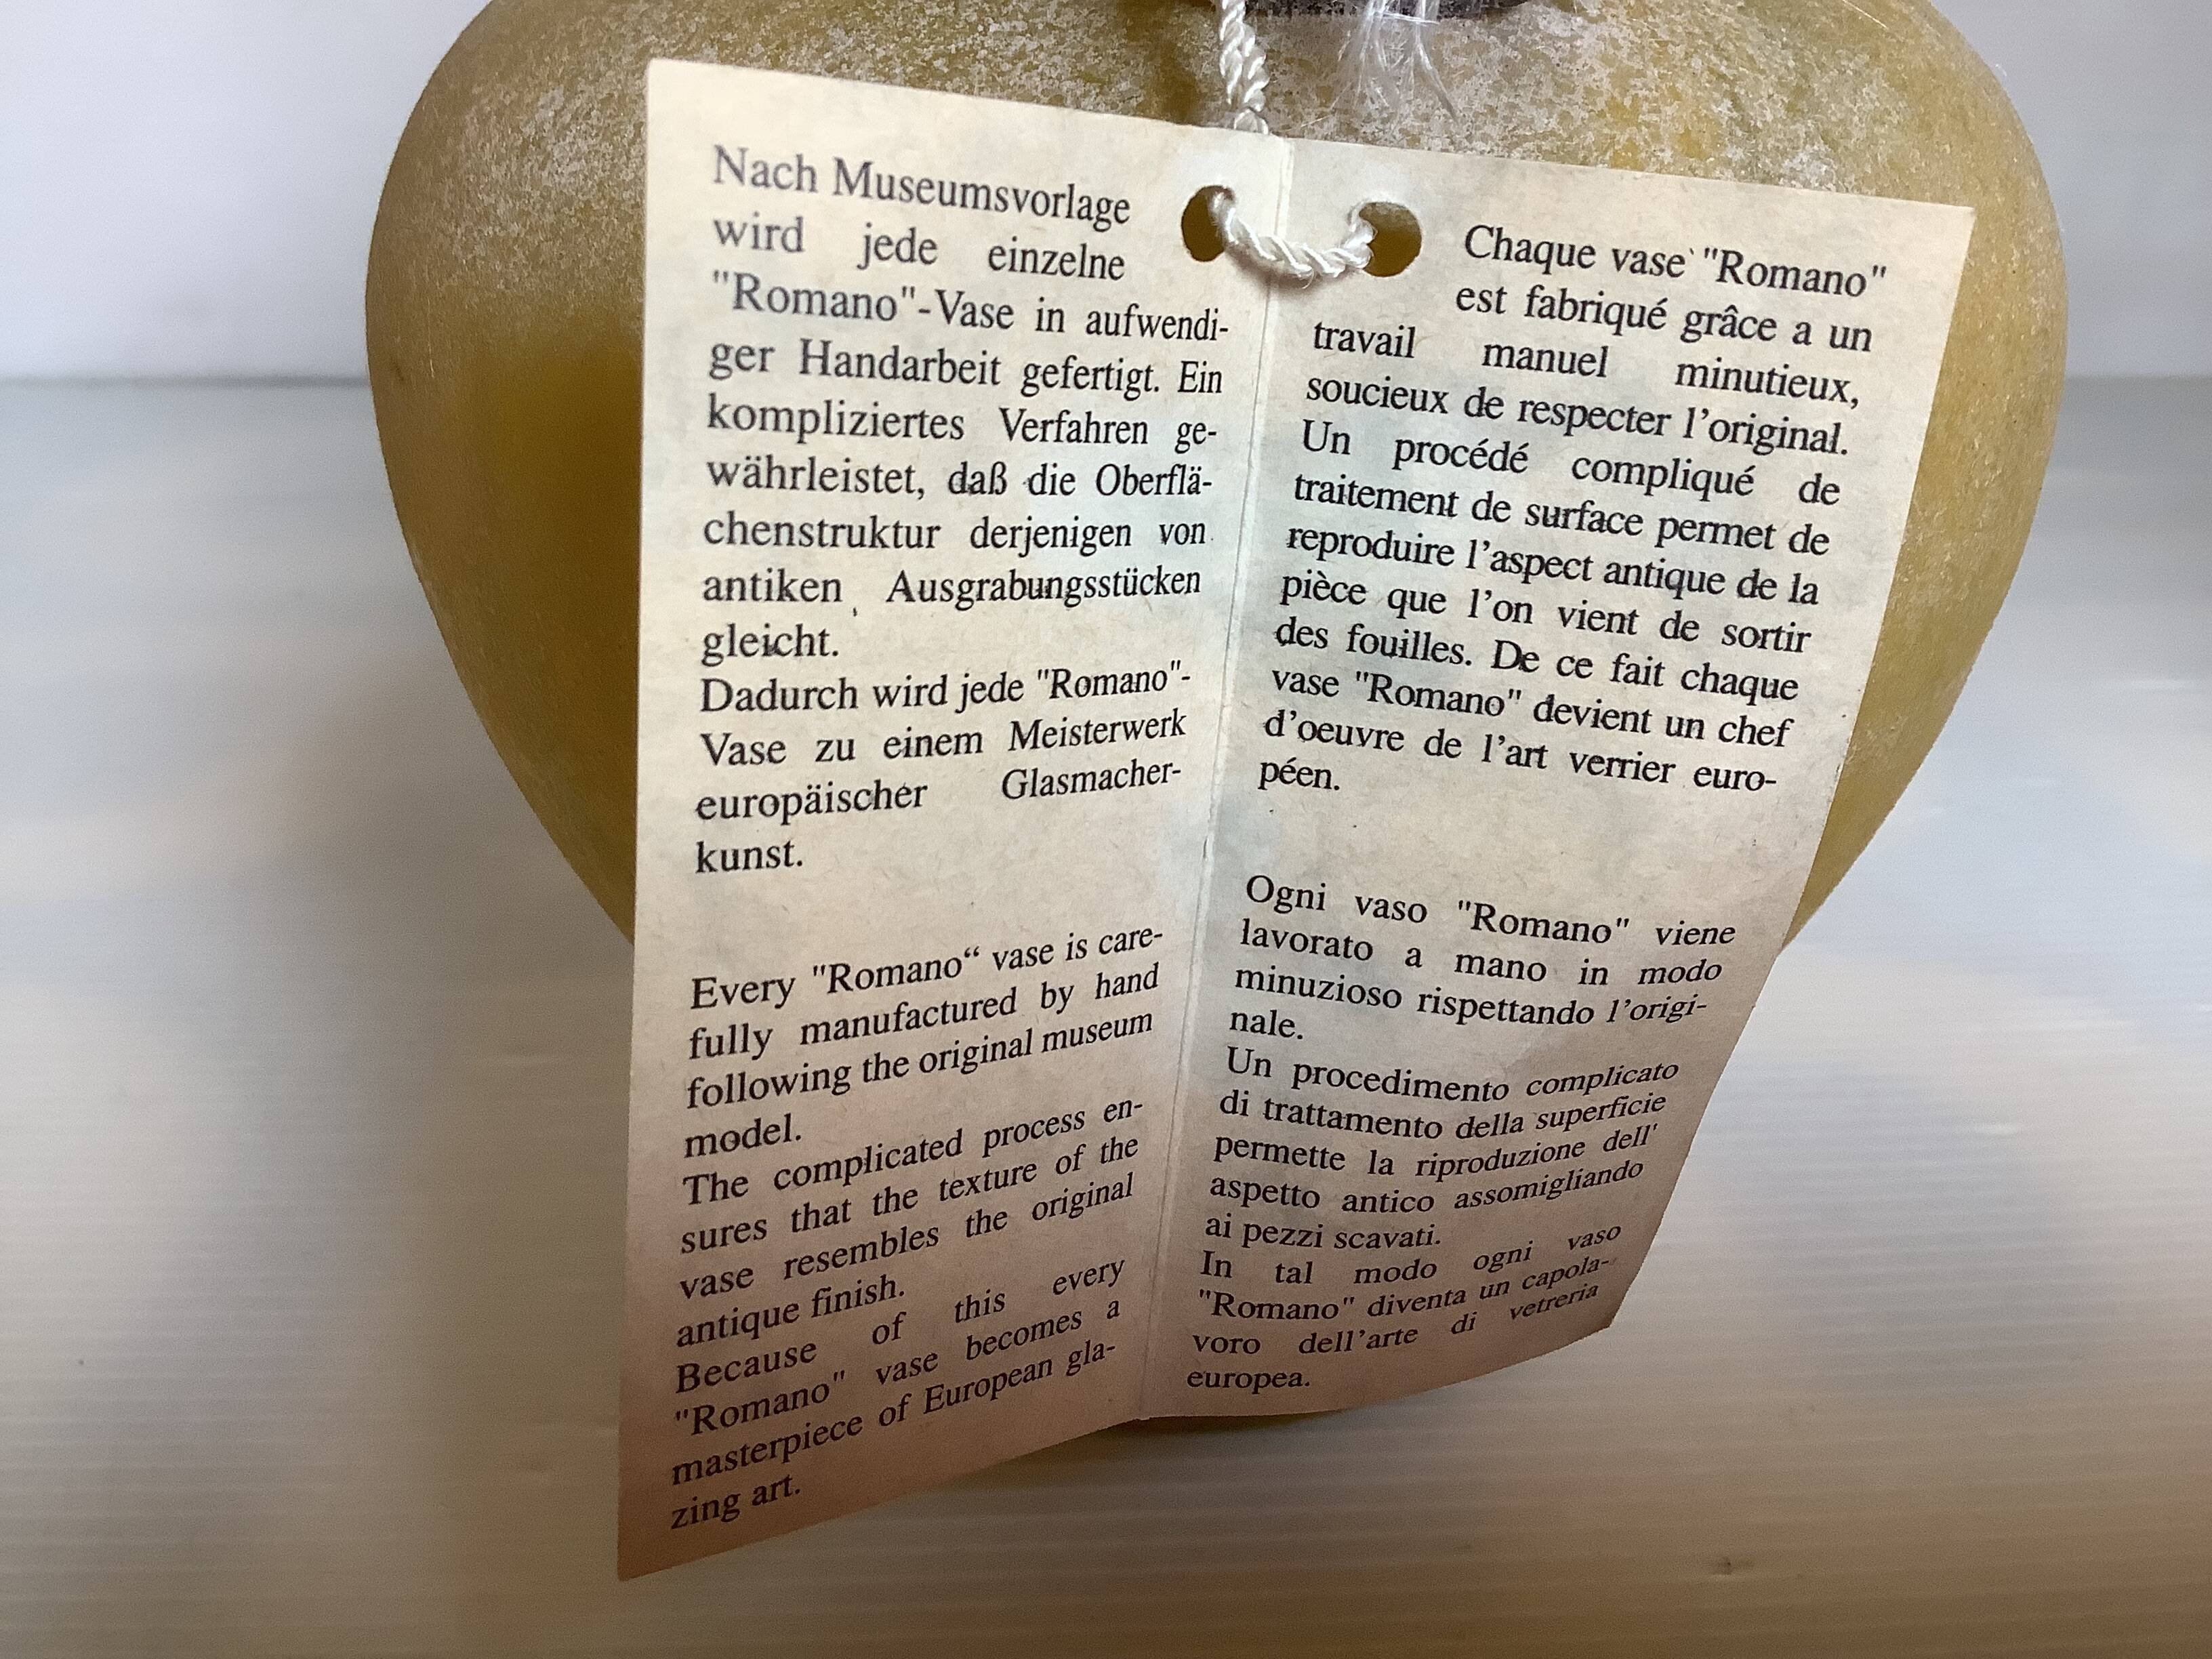 Nach Museumsvorlage
wird jede einzelne
"Romano"-Vase in aufwendi-
ger Handarbeit gefertigt. Ein
kompliziertes Verfahren ge-
währleistet, daß die Oberflä-
chenstruktur derjenigen von
antiken Ausgrabungsstücken
gleicht.
Dadurch wird jede "Romano"-
Vase zu einem Meisterwerk
europäischer Glasmacher-
kunst.
Every "Romano“ vase is care-
fully manufactured by hand
following the original museum
model.
The complicated process en-
sures that the texture of the
vase resembles the original
antique finish.
Because of this every
"Romano" vase becomes a
masterpiece of European gla-
zing art.
Chaque vase "Romano"
est fabriqué grâce a un
travail manuel minutieux,
soucieux de respecter l'original.
Un procédé compliqué de
traitement de surface permet de
reproduire l'aspect antique de la
pièce que l'on vient de sortir
des fouilles. De ce fait chaque
vase "Romano" devient un chef
d'oeuvre de l'art verrier euro-
péen.
Ogni vaso "Romano" viene
lavorato a mano in modo
minuzioso rispettando l'origi-
nale.
Un procedimento complicato
di trattamento della superficie
permette la riproduzione dell'
aspetto antico assomigliando
ai pezzi scavati.
In tal modo ogni vaso
"Romano" diventa un capola-
voro dell'arte di vetreria
europea.